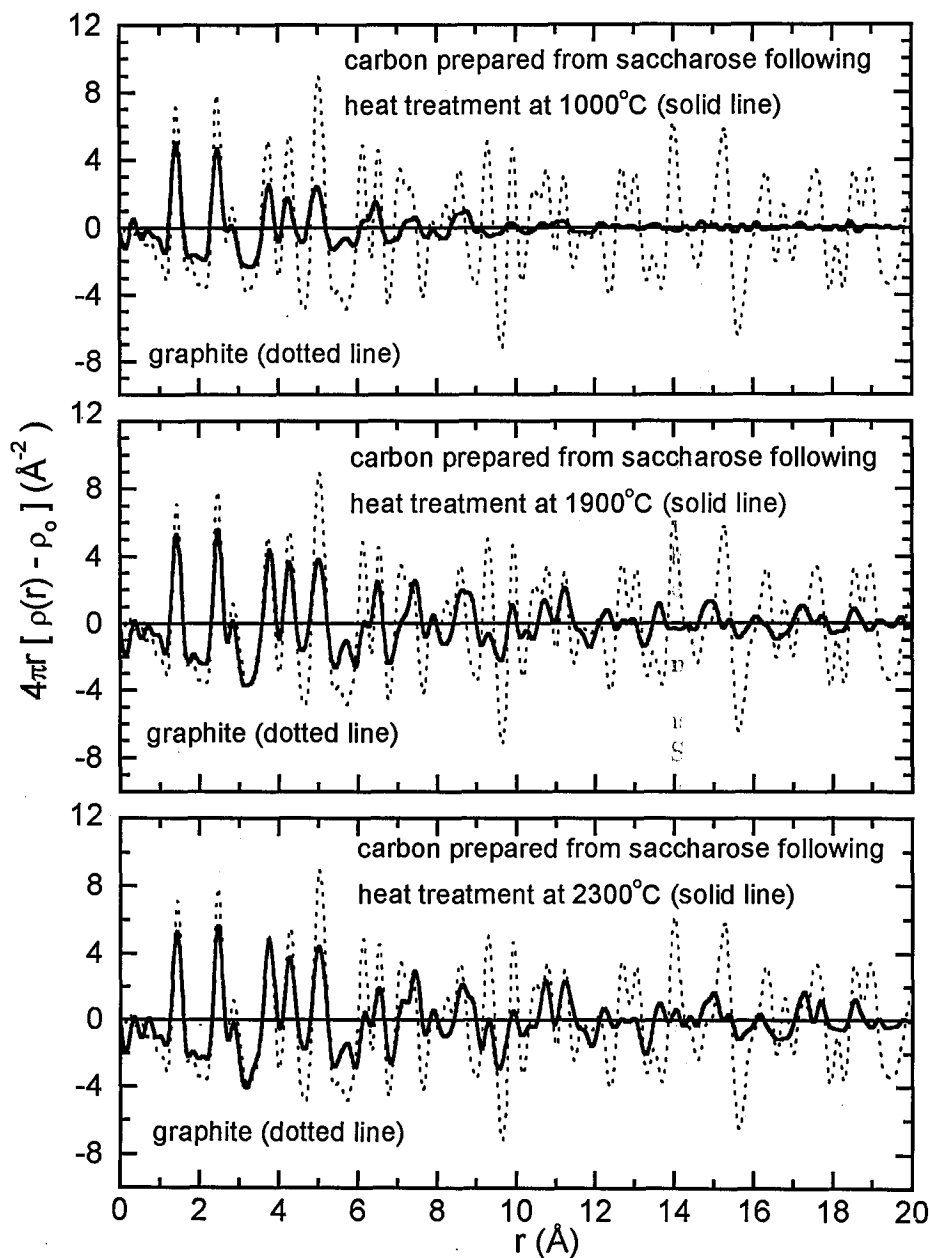 12
8
4
0
-4
-8
carbon prepared from saccharose following
heat treatment at 1000°C (solid line)
graphite (dotted line)
12
8
4
0
-4
-8
carbon prepared from saccharose following
heat treatment at 1900°C (solid line)
graphite (dotted line)
4πr [ ρ(r) - ρₒ ] (Å⁻²)
12
8
4
0
-4
-8
carbon prepared from saccharose following
heat treatment at 2300°C (solid line)
graphite (dotted line)
0 2 4 6 8 10 12 14 16 18 20
r (Å)